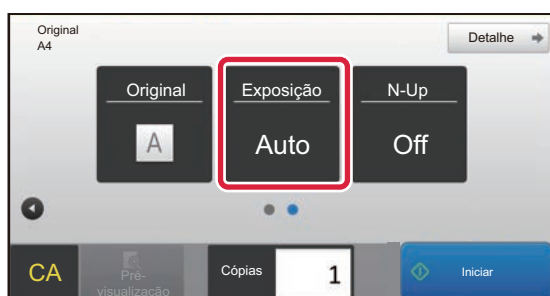 Original
A4
Detalhe
Original
Exposição
N-Up
A
Auto
Off
CA
Pré-
visualização
Cópias
1
Iniciar